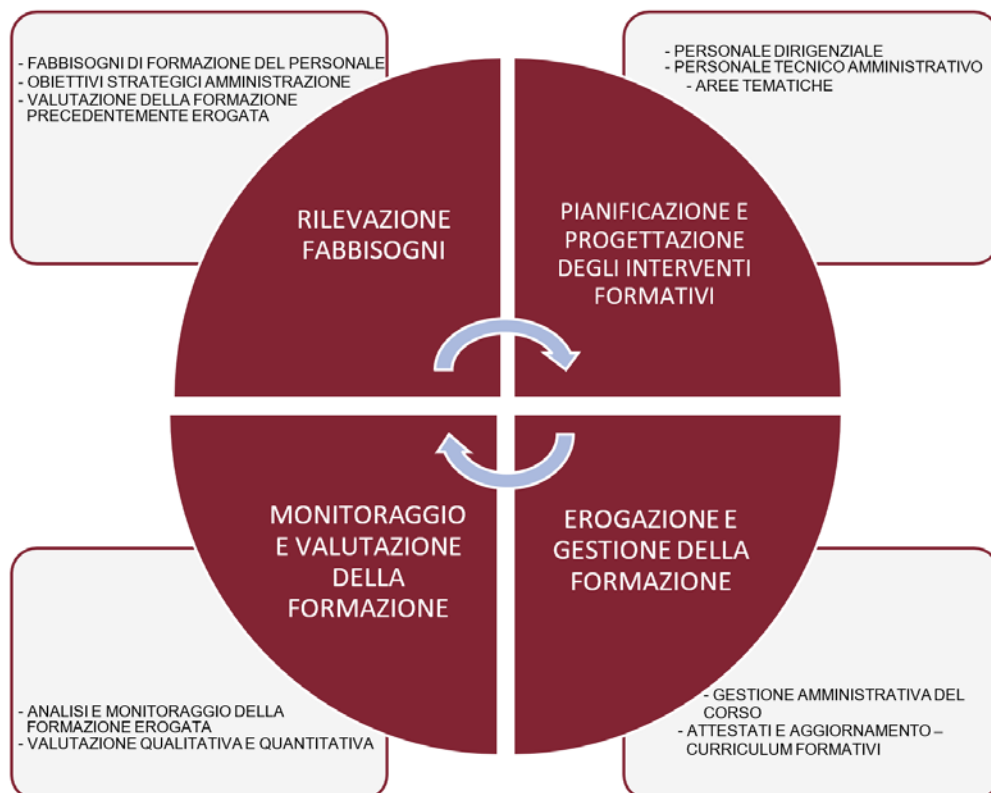 - FABBISOGNI DI FORMAZIONE DEL PERSONALE
- OBIETTIVI STRATEGICI AMMINISTRAZIONE
- VALUTAZIONE DELLA FORMAZIONE
PRECEDENTEMENTE EROGATA
- PERSONALE DIRIGENZIALE
- PERSONALE TECNICO AMMINISTRATIVO
- AREE TEMATICHE
RILEVAZIONE
FABBISOGNI
PIANIFICAZIONE E
PROGETTAZIONE
DEGLI INTERVENTI
FORMATIVI
MONITORAGGIO
E VALUTAZIONE
DELLA
FORMAZIONE
EROGAZIONE E
GESTIONE DELLA
FORMAZIONE
- ANALISI E MONITORAGGIO DELLA
FORMAZIONE EROGATA
- VALUTAZIONE QUALITATIVA E QUANTITATIVA
- GESTIONE AMMINISTRATIVA DEL
CORSO
- ATTESTATI E AGGIORNAMENTO –
CURRICULUM FORMATIVI